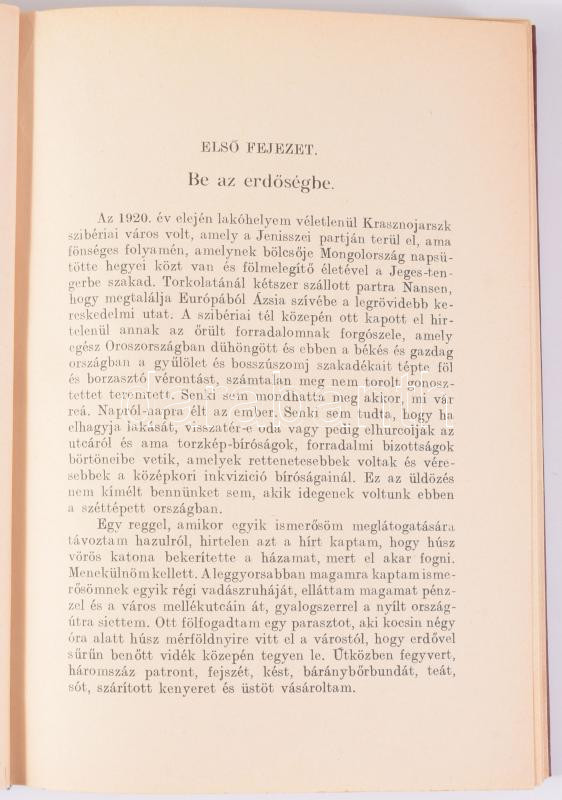 ELSŐ FEJEZET.
Be az erdőségbe.
Az 1920. év elején lakóhelyem véletlenül Krasznojarszk
szibériai város volt, amely a Jenisszei partján terül el, ama
fönséges folyamén, amelynek bölcsője Mongolország napsü-
tötte hegyei közt van és fölmelegítő életével a Jeges-ten-
gerbe szakad. Torkolatánál kétszer szállott partra Nansen,
hogy megtalálja Európából Ázsia szívébe a legrövidebb ke-
reskedelmi utat. A szibériai tél közepén ott kapott el hir-
telenül annak az őrült forradalomnak forgószele, amely
egész Oroszországban dühöngött és ebben a békés és gazdag
országban a gyűlölet és bosszúszomj szakadékait tépte föl
és borzasztó vérontást, számtalan meg nem torolt gonosz-
tettet teremtett. Senki sem mondhatta meg akkor, mi vár
reá. Napról-napra élt az ember. Senki sem tudta, hogy ha
elhagyja lakását, visszatér-e oda vagy pedig elhurcolják az
utcáról és ama torzkép-bíróságok, forradalmi bizottságok
börtöneibe vetik, amelyek rettenetesebbek voltak és vére-
sebbek a középkori inkvizició bíróságainál. Ez az üldözés
nem kímélt bennünket sem, akik idegenek voltunk ebben
a széttépett országban.
Egy reggel, amikor egyik ismerősöm meglátogatására
távoztam hazulról, hirtelen azt a hírt kaptam, hogy húsz
vörös katona bekerítette a házamat, mert el akar fogni.
Menekülnöm kellett. A leggyorsabban magamra kaptam isme-
rősömnek egyik régi vadászruháját, elláttam magamat pénz-
zel és a város mellékutcáin át, gyalogszerrel a nyílt ország-
útra siettem. Ott fölfogadtam egy parasztot, aki kocsin négy
óra alatt húsz mérföldnyire vitt el a várostól, hogy erdővel
sűrűn benőtt vidék közepén tegyen le. Útközben fegyvert,
háromszáz patront, fejszét, kést, báránybőrbundát, teát,
sót, szárított kenyeret és üstöt vásároltam.